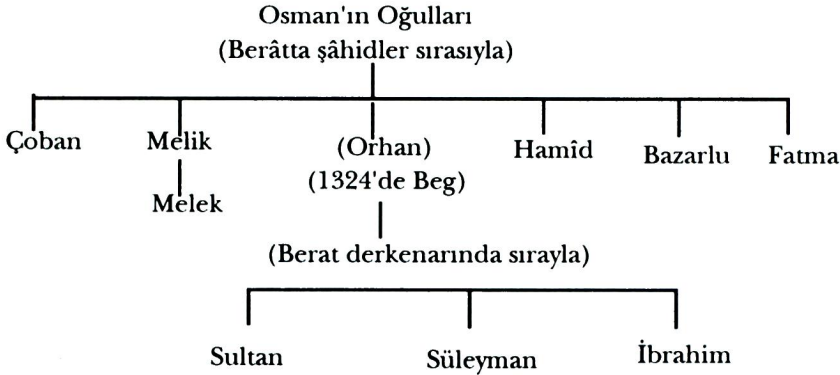 Osman'ın Oğulları
(Berâtta şâhidler sırasıyla)
Çoban Melik (Orhan) Hamîd Bazarlu Fatma
(1324'de Beg)
Melek
(Berat derkenarında sırayla)
Sultan Süleyman İbrahim